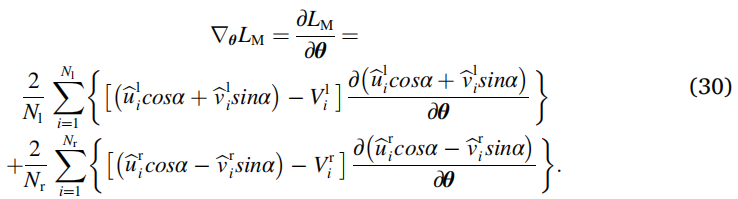 ∇_θ L_M = ∂L_M/∂θ =
2/N_l ∑_{i=1}^{N_l} { [ (û_i^l cosα + v̂_i^l sinα) − V_i^l ] ∂(û_i^l cosα + v̂_i^l sinα)/∂θ } (30)
+ 2/N_r ∑_{i=1}^{N_r} { [ (û_i^r cosα − v̂_i^r sinα) − V_i^r ] ∂(û_i^r cosα − v̂_i^r sinα)/∂θ }.